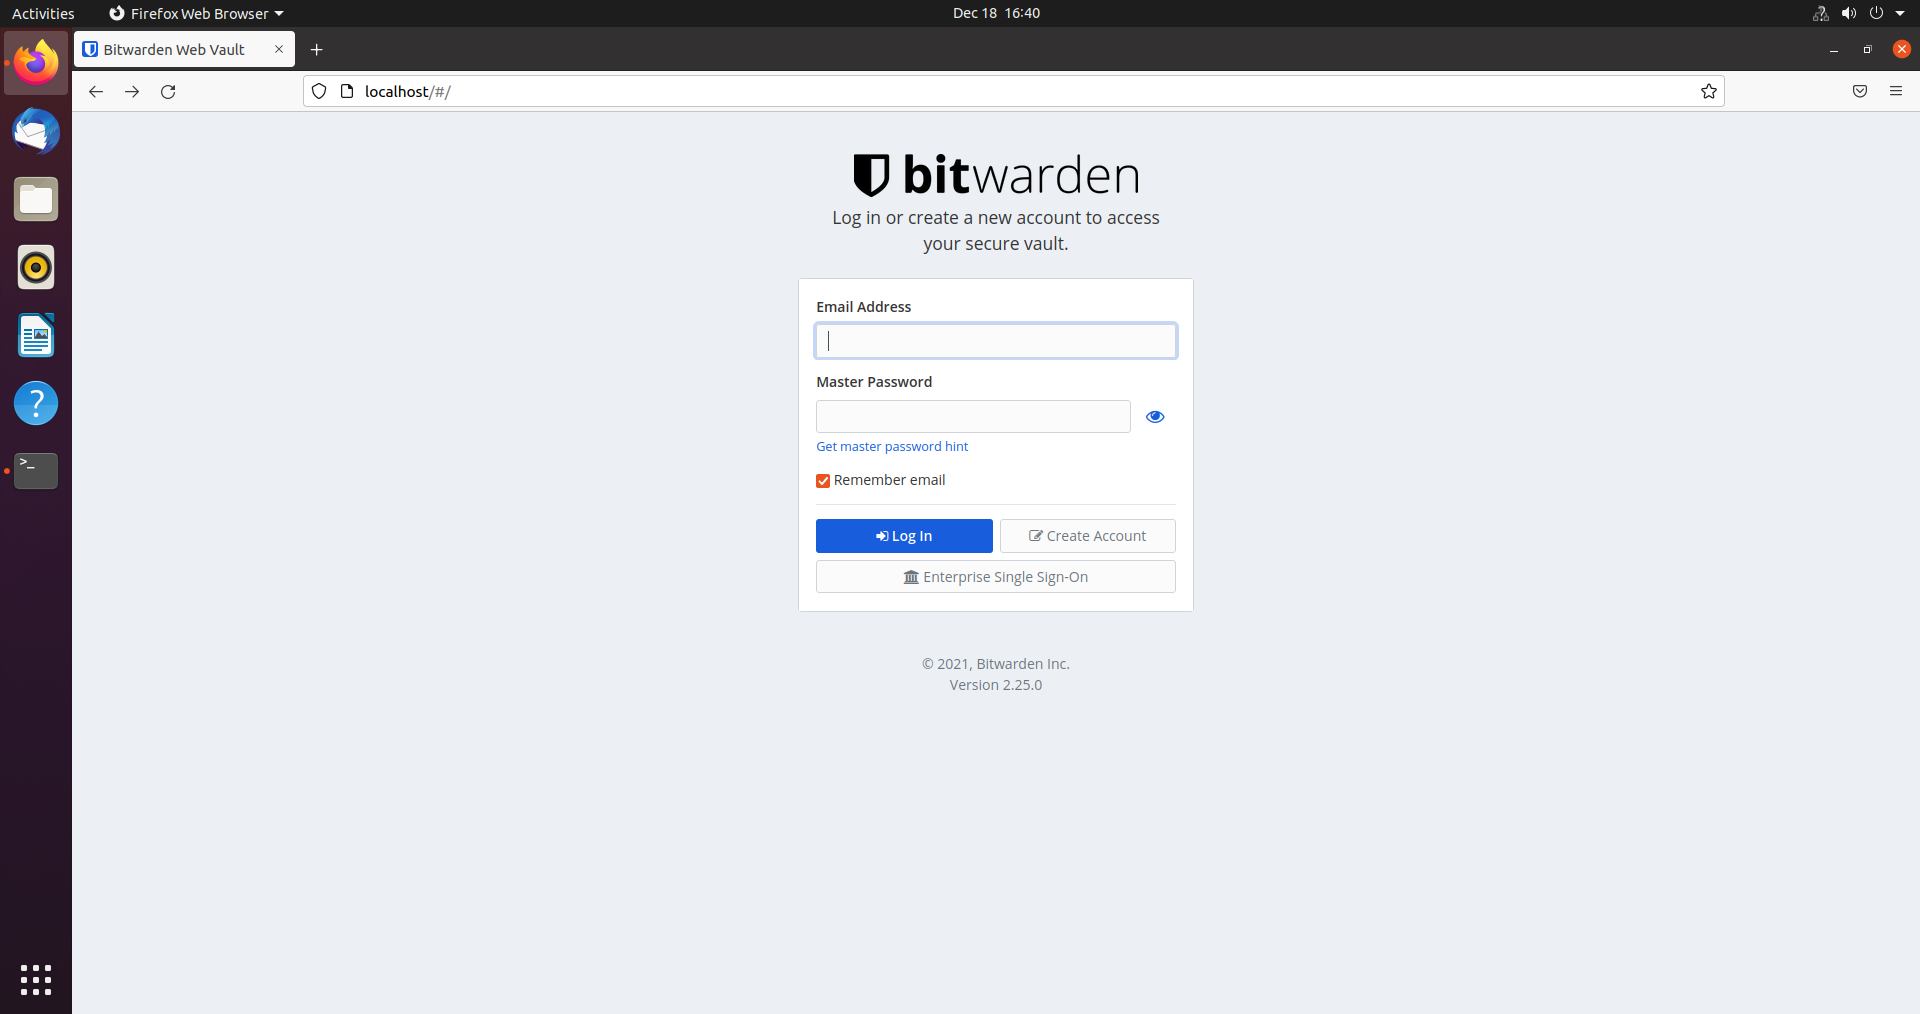 Activities
Firefox Web Browser
Dec 18 16:40
Bitwarden Web Vault
localhost/#/
bitwarden
Log in or create a new account to access
your secure vault.
Email Address
Master Password
Get master password hint
Remember email
Log In
Create Account
Enterprise Single Sign-On
© 2021, Bitwarden Inc.
Version 2.25.0